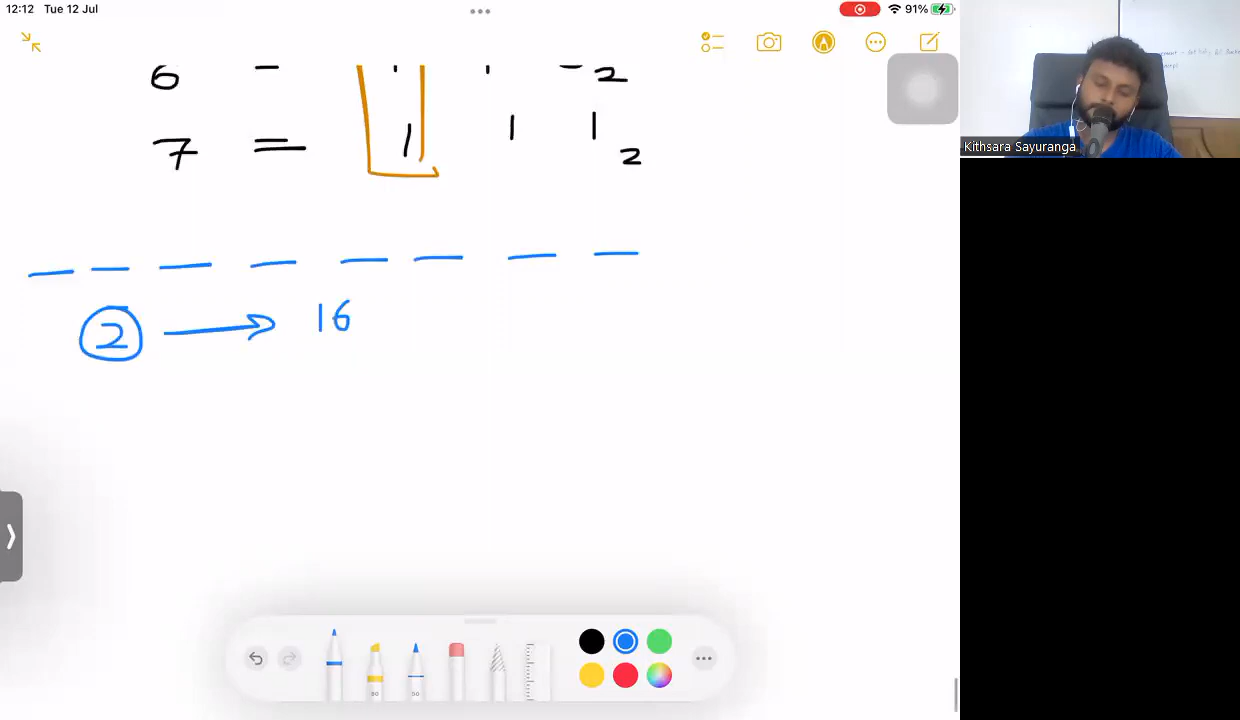 12:12 Tue 12 Jul 91%
6 = 1 1 0 2
7 = 1 1 1 2
2 → 16
Kithsara Sayuranga